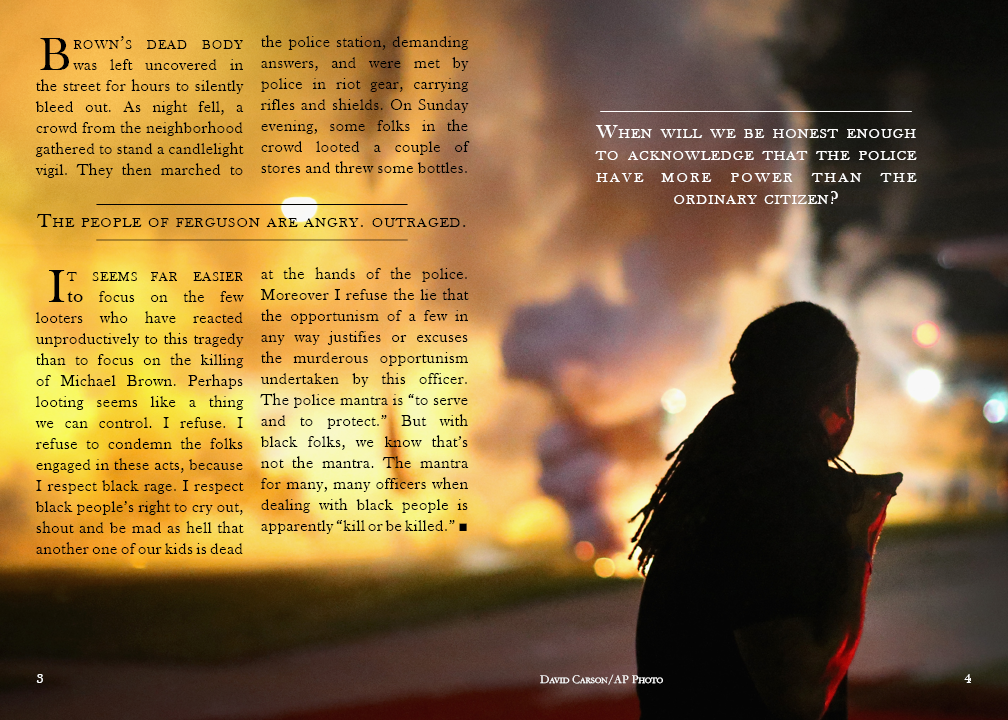 BROWN'S DEAD BODY
was left uncovered in
the street for hours to silently
bleed out. As night fell, a
crowd from the neighborhood
gathered to stand a candlelight
vigil. They then marched to
the police station, demanding
answers, and were met by
police in riot gear, carrying
rifles and shields. On Sunday
evening, some folks in the
crowd looted a couple of
stores and threw some bottles.
THE PEOPLE OF FERGUSON ARE ANGRY. OUTRAGED.
IT SEEMS FAR EASIER
to focus on the few
looters who have reacted
unproductively to this tragedy
than to focus on the killing
of Michael Brown. Perhaps
looting seems like a thing
we can control. I refuse. I
refuse to condemn the folks
engaged in these acts, because
I respect black rage. I respect
black people's right to cry out,
shout and be mad as hell that
another one of our kids is dead
at the hands of the police.
Moreover I refuse the lie that
the opportunism of a few in
any way justifies or excuses
the murderous opportunism
undertaken by this officer.
The police mantra is “to serve
and to protect.” But with
black folks, we know that's
not the mantra. The mantra
for many, many officers when
dealing with black people is
apparently “kill or be killed.” ■
WHEN WILL WE BE HONEST ENOUGH
TO ACKNOWLEDGE THAT THE POLICE
HAVE MORE POWER THAN THE
ORDINARY CITIZEN?
3
DAVID CARSON/AP PHOTO
4